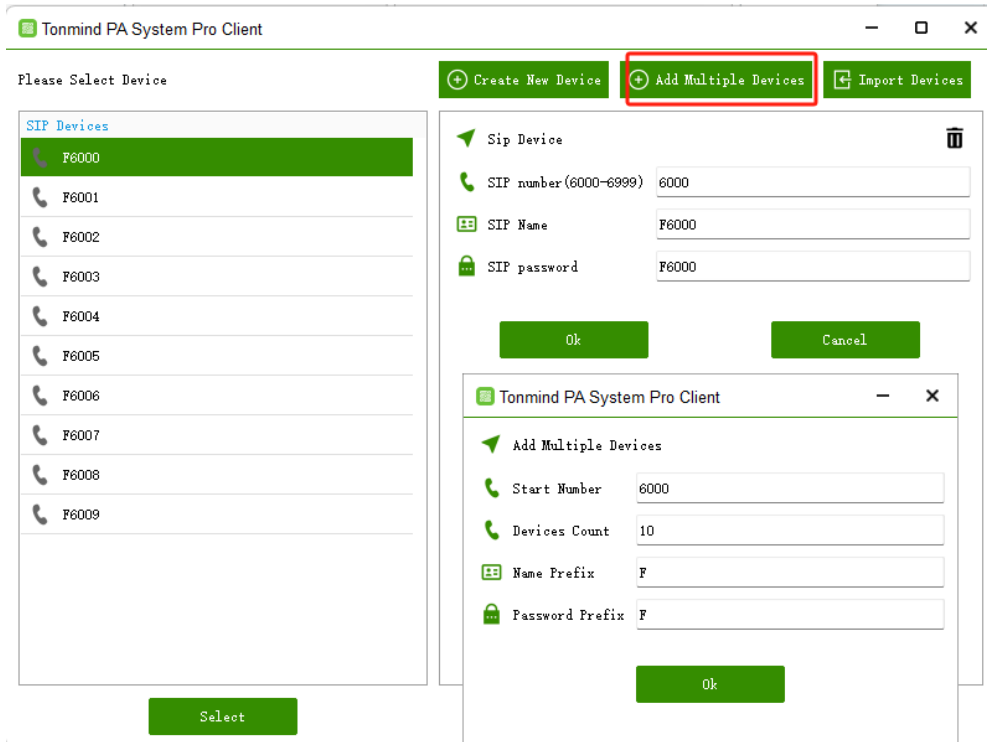 Tonmind PA System Pro Client
Please Select Device
Create New Device
Add Multiple Devices
Import Devices
SIP Devices
F6000
F6001
F6002
F6003
F6004
F6005
F6006
F6007
F6008
F6009
Select
Sip Device
SIP number(6000-6999) 6000
SIP Name F6000
SIP password F6000
Ok Cancel
Tonmind PA System Pro Client
Add Multiple Devices
Start Number 6000
Devices Count 10
Name Prefix F
Password Prefix F
Ok